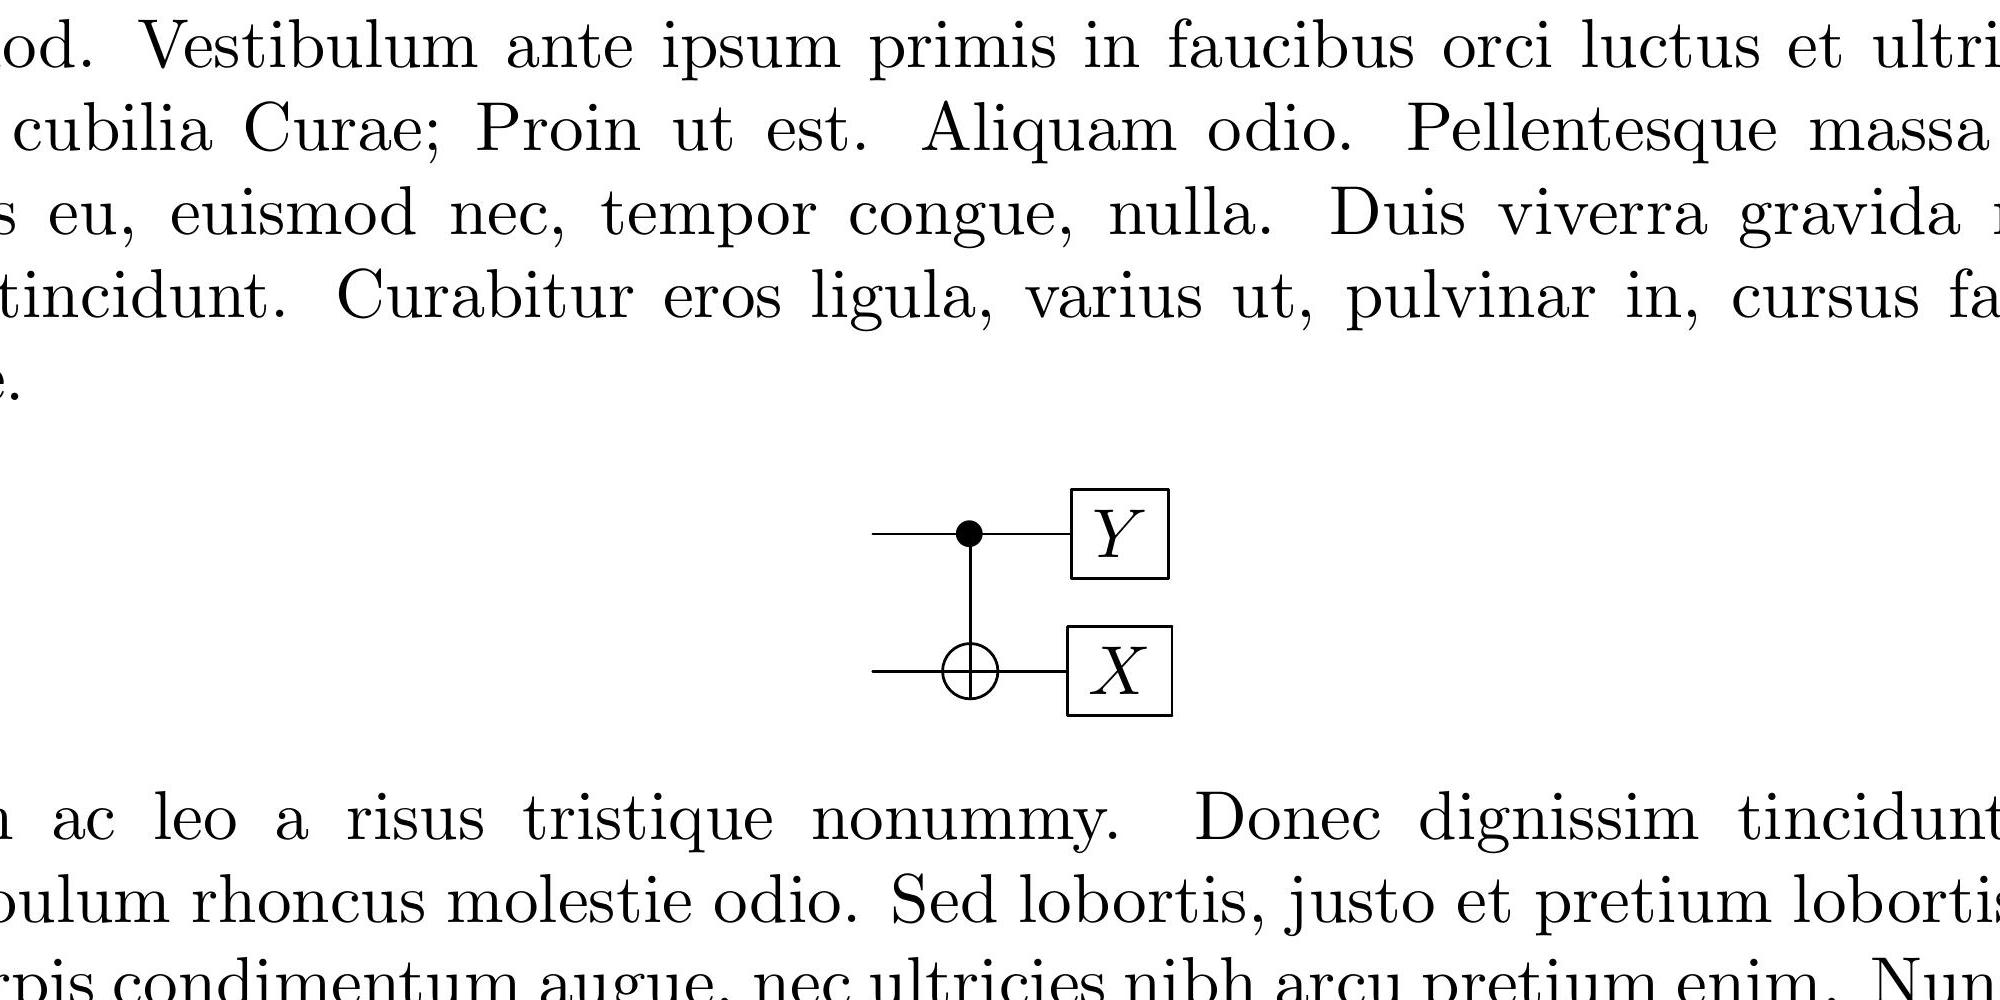 od. Vestibulum ante ipsum primis in faucibus orci luctus et ultri
cubilia Curae; Proin ut est. Aliquam odio. Pellentesque massa
s eu, euismod nec, tempor congue, nulla. Duis viverra gravida
tincidunt. Curabitur eros ligula, varius ut, pulvinar in, cursus fa
e.
Y
X
ac leo a risus tristique nonummy. Donec dignissim tincidunt
bulum rhoncus molestie odio. Sed lobortis, justo et pretium lobortis
rpis condimentum augue, nec ultricies nibh arcu pretium enim. Nun